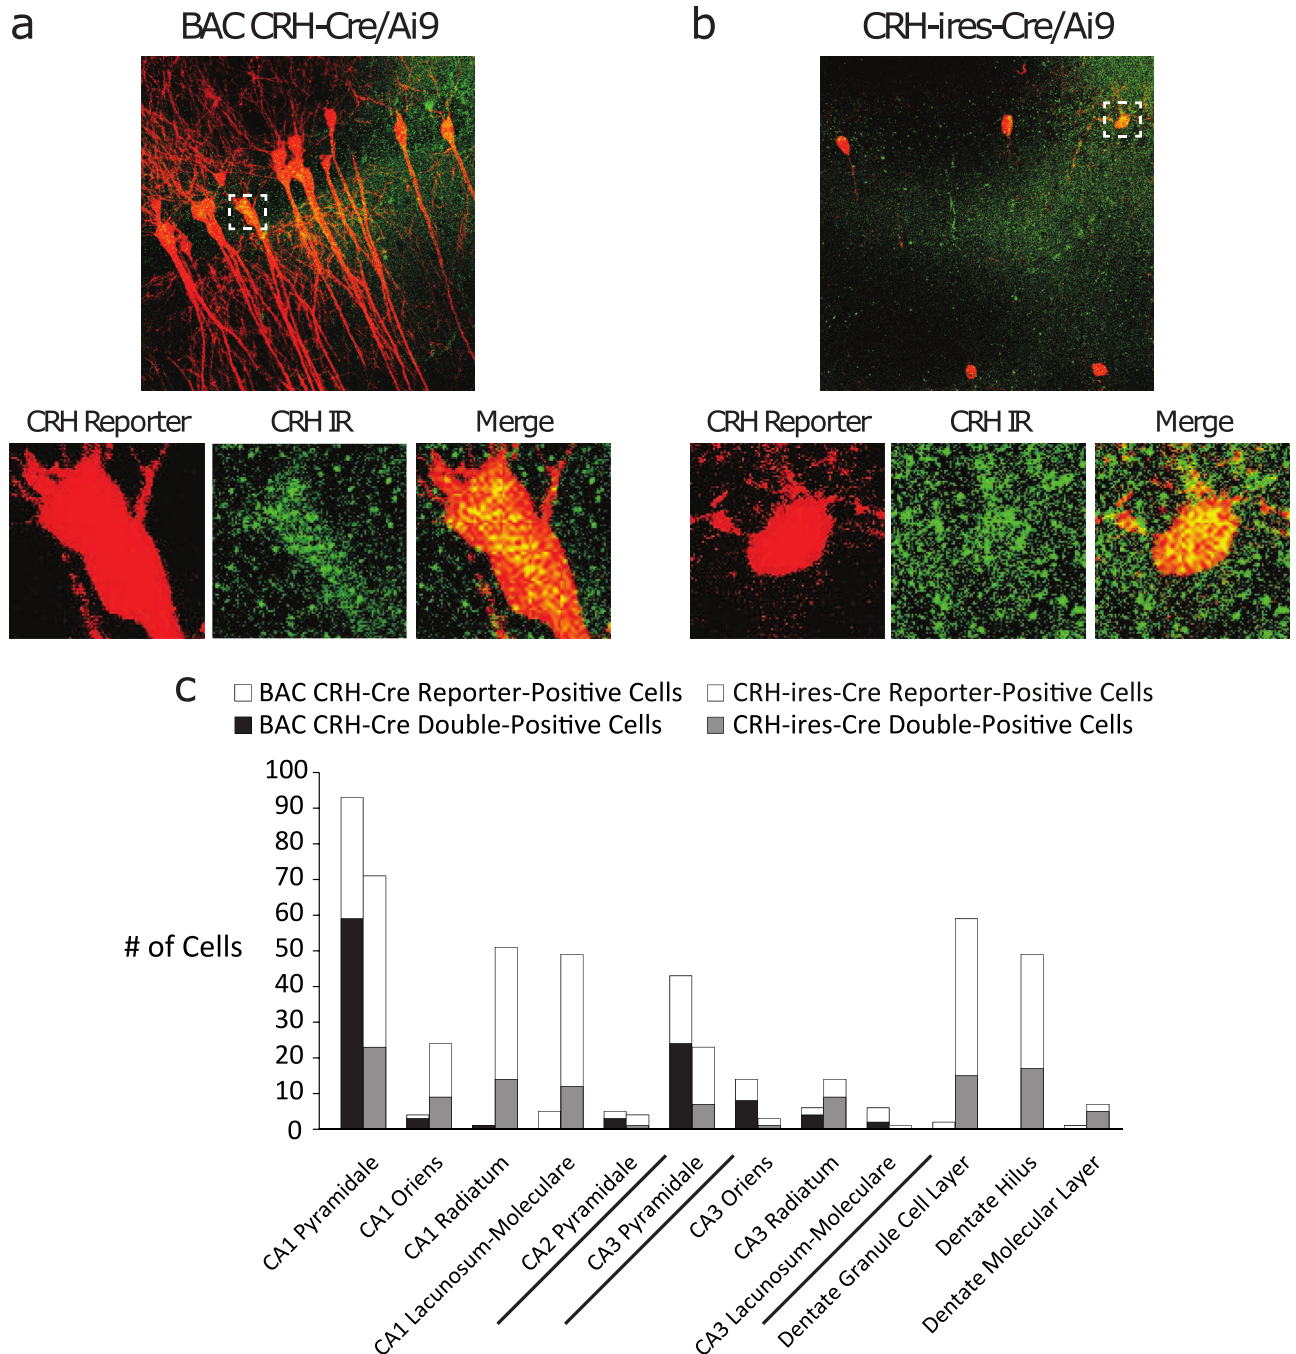 a
BAC CRH-Cre/Ai9
b
CRH-ires-Cre/Ai9
CRH Reporter
CRH IR
Merge
CRH Reporter
CRH IR
Merge
c
BAC CRH-Cre Reporter-Positive Cells
CRH-ires-Cre Reporter-Positive Cells
BAC CRH-Cre Double-Positive Cells
CRH-ires-Cre Double-Positive Cells
# of Cells
100
90
80
70
60
50
40
30
20
10
0
CA1 Pyramidale
CA1 Oriens
CA1 Radiatum
CA1 Lacunosum-Moleculare
CA2 Pyramidale
CA3 Pyramidale
CA3 Oriens
CA3 Radiatum
CA3 Lacunosum-Moleculare
Dentate Granule Cell Layer
Dentate Hilus
Dentate Molecular Layer